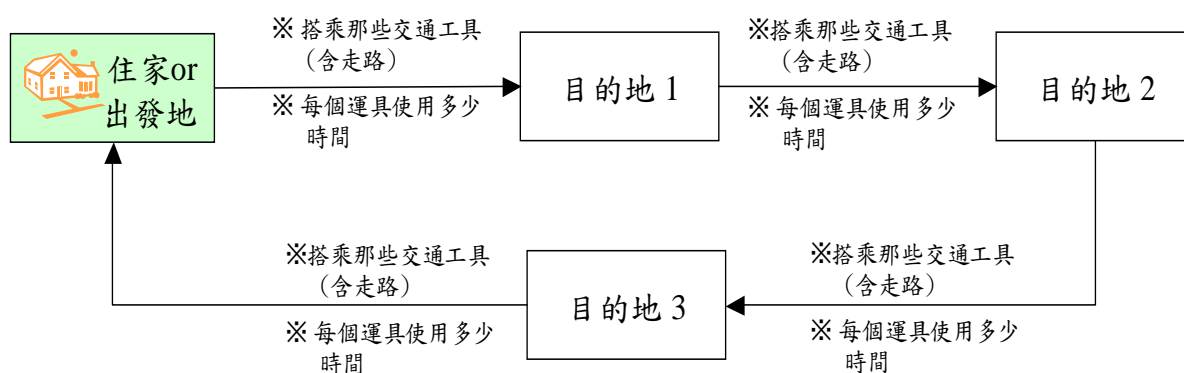 ※ 搭乘那些交通工具
（含走路）
※搭乘那些交通工具
（含走路）
住家or
出發地
目的地 1
目的地 2
※ 每個運具使用多少
時間
※ 每個運具使用多少
時間
※搭乘那些交通工具
（含走路）
※搭乘那些交通工具
（含走路）
目的地 3
※ 每個運具使用多少
時間
※ 每個運具使用多少
時間